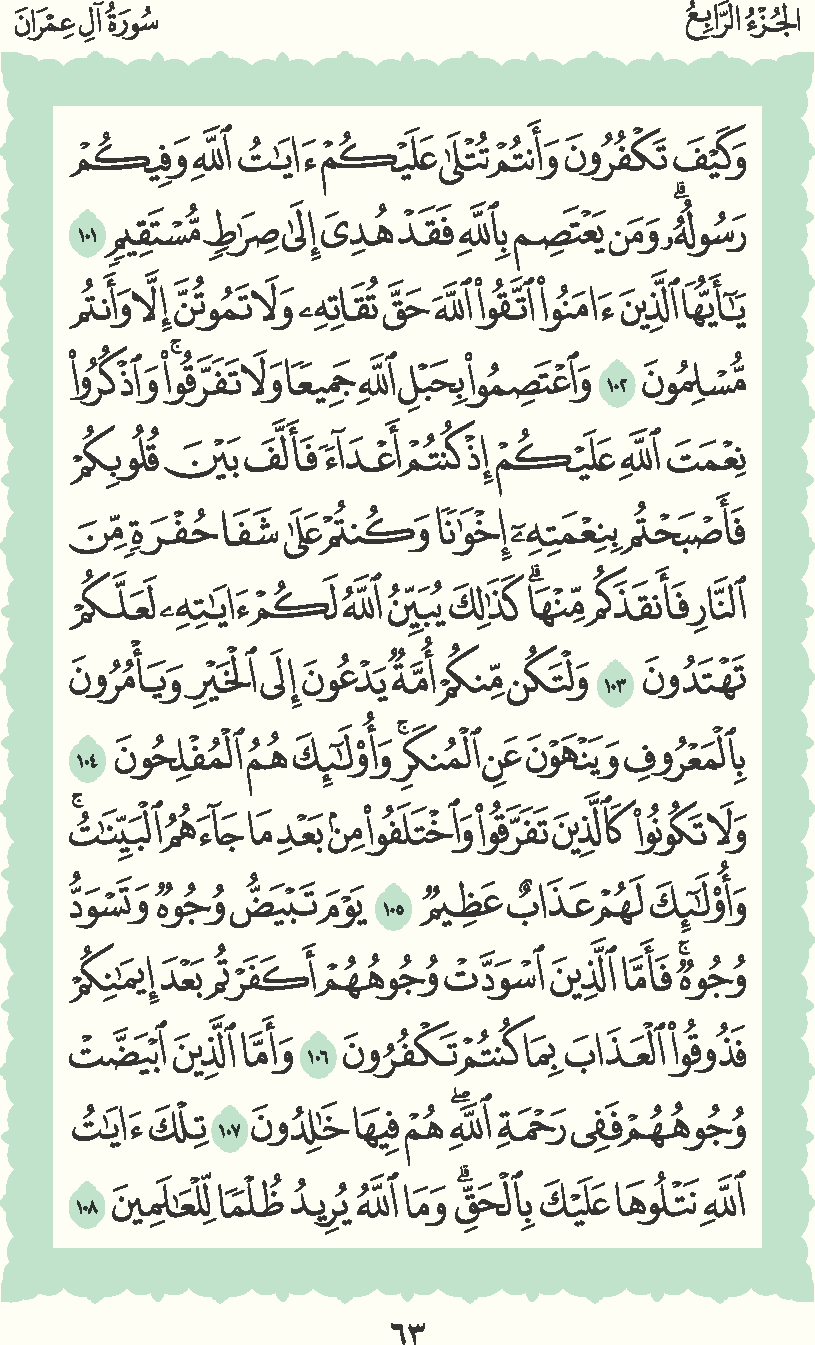 الجُزْءُ الرَّابِعُ
سُورَةُ آلِ عِمْرَانَ
وَكَيْفَ تَكْفُرُونَ وَأَنتُمْ تُتْلَىٰ عَلَيْكُمْ ءَايَـٰتُ ٱللَّهِ وَفِيكُمْ
رَسُولُهُۥۗ وَمَن يَعْتَصِم بِٱللَّهِ فَقَدْ هُدِىَ إِلَىٰ صِرَٰطٍ مُّسْتَقِيمٍ ١٠١
يَـٰٓأَيُّهَا ٱلَّذِينَ ءَامَنُوا۟ ٱتَّقُوا۟ ٱللَّهَ حَقَّ تُقَاتِهِۦ وَلَا تَمُوتُنَّ إِلَّا وَأَنتُم
مُّسْلِمُونَ ١٠٢ وَٱعْتَصِمُوا۟ بِحَبْلِ ٱللَّهِ جَمِيعًا وَلَا تَفَرَّقُوا۟ۚ وَٱذْكُرُوا۟
نِعْمَتَ ٱللَّهِ عَلَيْكُمْ إِذْ كُنتُمْ أَعْدَآءً فَأَلَّفَ بَيْنَ قُلُوبِكُمْ
فَأَصْبَحْتُم بِنِعْمَتِهِۦٓ إِخْوَٰنًا وَكُنتُمْ عَلَىٰ شَفَا حُفْرَةٍ مِّنَ
ٱلنَّارِ فَأَنقَذَكُم مِّنْهَاۗ كَذَٰلِكَ يُبَيِّنُ ٱللَّهُ لَكُمْ ءَايَـٰتِهِۦ لَعَلَّكُمْ
تَهْتَدُونَ ١٠٣ وَلْتَكُن مِّنكُمْ أُمَّةٌ يَدْعُونَ إِلَى ٱلْخَيْرِ وَيَأْمُرُونَ
بِٱلْمَعْرُوفِ وَيَنْهَوْنَ عَنِ ٱلْمُنكَرِۚ وَأُو۟لَـٰٓئِكَ هُمُ ٱلْمُفْلِحُونَ ١٠٤
وَلَا تَكُونُوا۟ كَٱلَّذِينَ تَفَرَّقُوا۟ وَٱخْتَلَفُوا۟ مِنۢ بَعْدِ مَا جَآءَهُمُ ٱلْبَيِّنَـٰتُۚ
وَأُو۟لَـٰٓئِكَ لَهُمْ عَذَابٌ عَظِيمٌ ١٠٥ يَوْمَ تَبْيَضُّ وُجُوهٌ وَتَسْوَدُّ
وُجُوهٌۚ فَأَمَّا ٱلَّذِينَ ٱسْوَدَّتْ وُجُوهُهُمْ أَكَفَرْتُم بَعْدَ إِيمَـٰنِكُمْ
فَذُوقُوا۟ ٱلْعَذَابَ بِمَا كُنتُمْ تَكْفُرُونَ ١٠٦ وَأَمَّا ٱلَّذِينَ ٱبْيَضَّتْ
وُجُوهُهُمْ فَفِى رَحْمَةِ ٱللَّهِۖ هُمْ فِيهَا خَـٰلِدُونَ ١٠٧ تِلْكَ ءَايَـٰتُ
ٱللَّهِ نَتْلُوهَا عَلَيْكَ بِٱلْحَقِّۗ وَمَا ٱللَّهُ يُرِيدُ ظُلْمًا لِّلْعَـٰلَمِينَ ١٠٨
٦٣